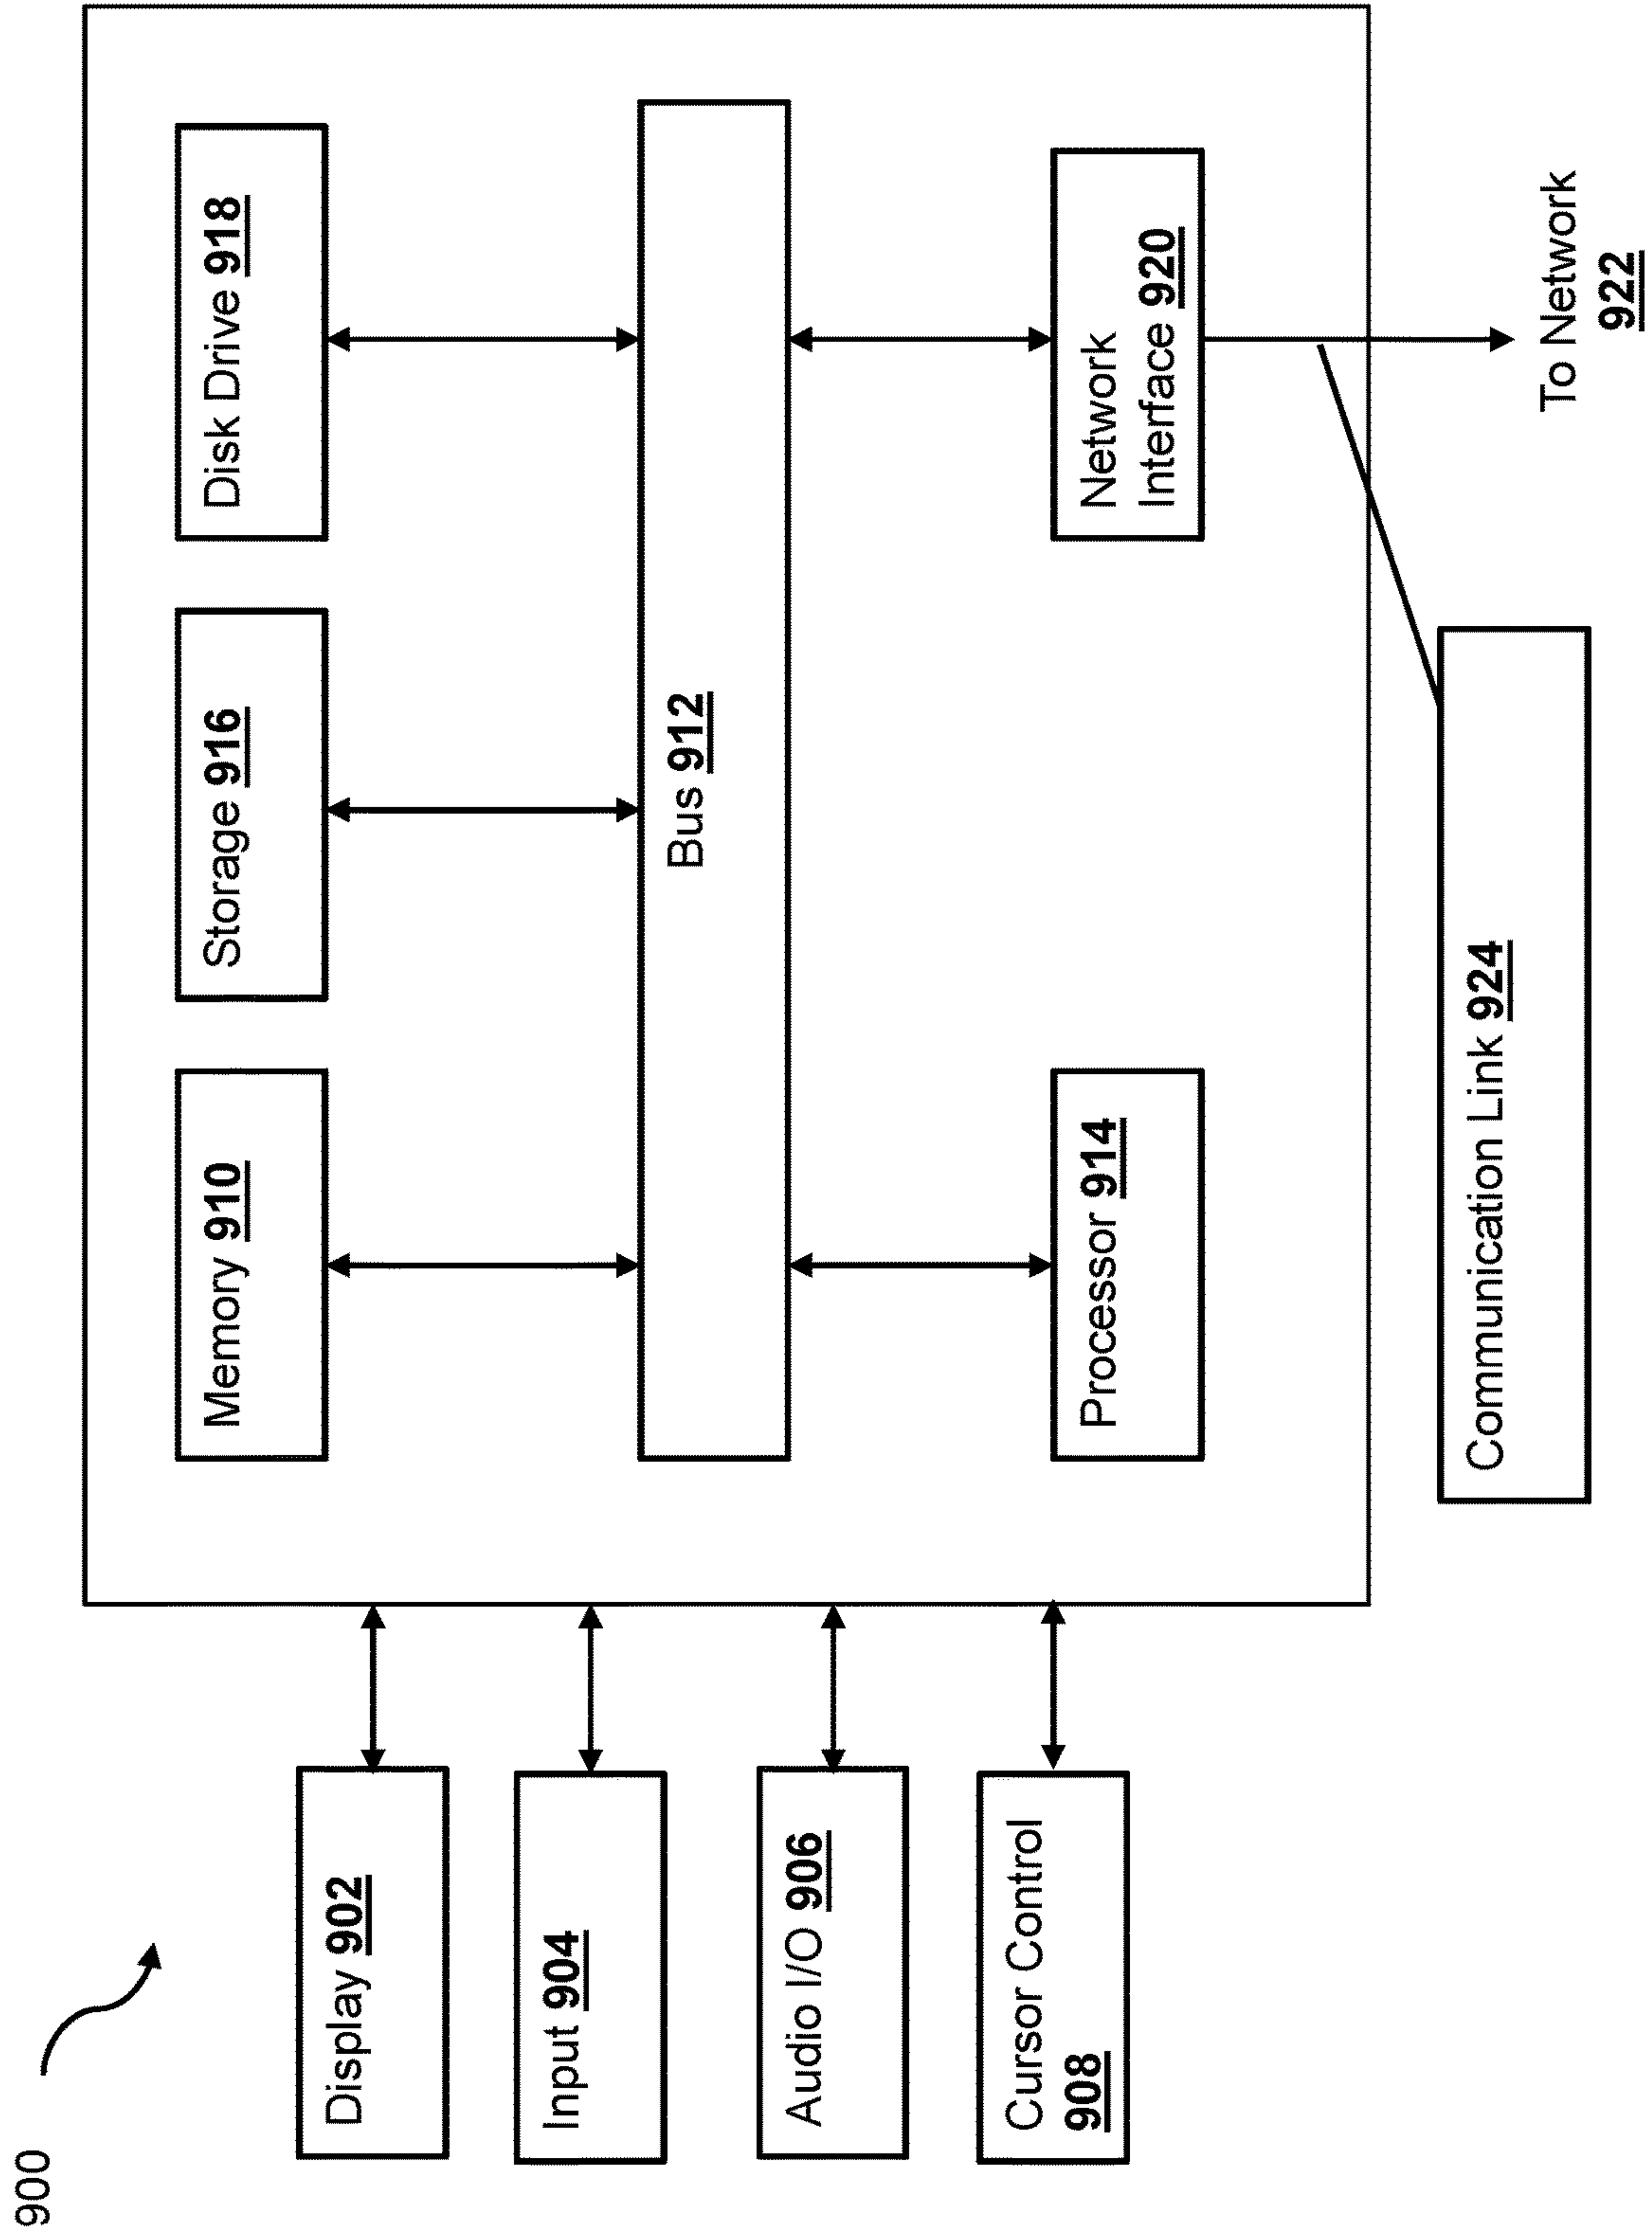 900
Display 902
Input 904
Audio I/O 906
Cursor Control
908
Memory 910
Storage 916
Disk Drive 918
Bus 912
Processor 914
Network
Interface 920
Communication Link 924
To Network
922